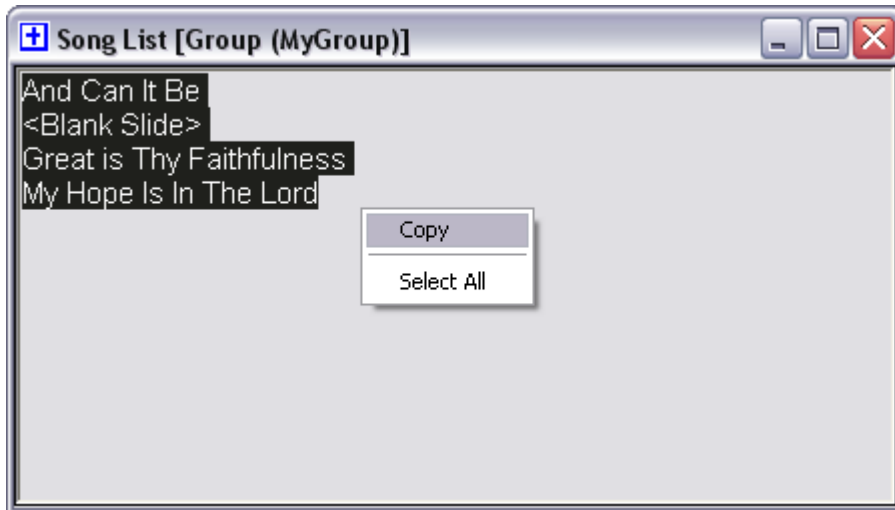 Song List [Group (MyGroup)]
And Can It Be
<Blank Slide>
Great is Thy Faithfulness
My Hope Is In The Lord
Copy
Select All